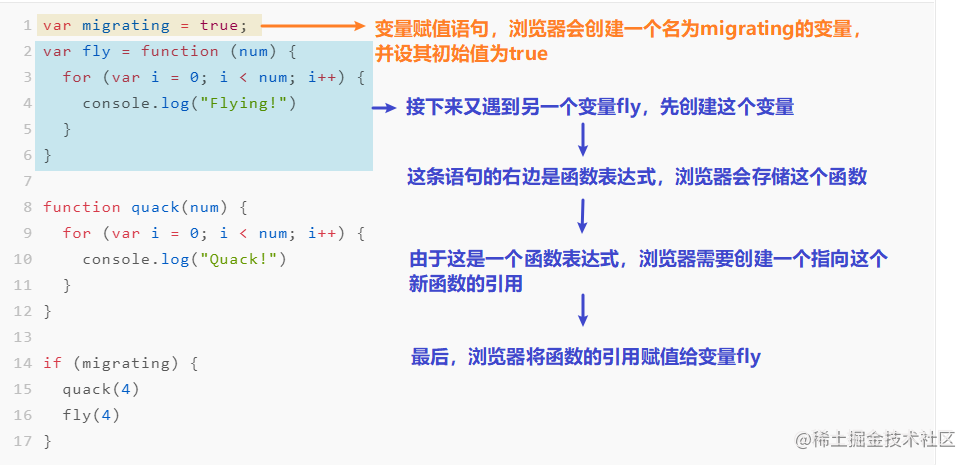 1 var migrating = true;
变量赋值语句，浏览器会创建一个名为migrating的变量，
并设其初始值为true
2 var fly = function (num) {
3 for (var i = 0; i < num; i++) {
4 console.log("Flying!")
接下来又遇到另一个变量fly，先创建这个变量
5 }
6 }
这条语句的右边是函数表达式，浏览器会存储这个函数
7
8 function quack(num) {
9 for (var i = 0; i < num; i++) {
10 console.log("Quack!")
由于这是一个函数表达式，浏览器需要创建一个指向这个
新函数的引用
11 }
12 }
13
最后，浏览器将函数的引用赋值给变量fly
14 if (migrating) {
15 quack(4)
16 fly(4)
17 }
@稀土掘金技术社区